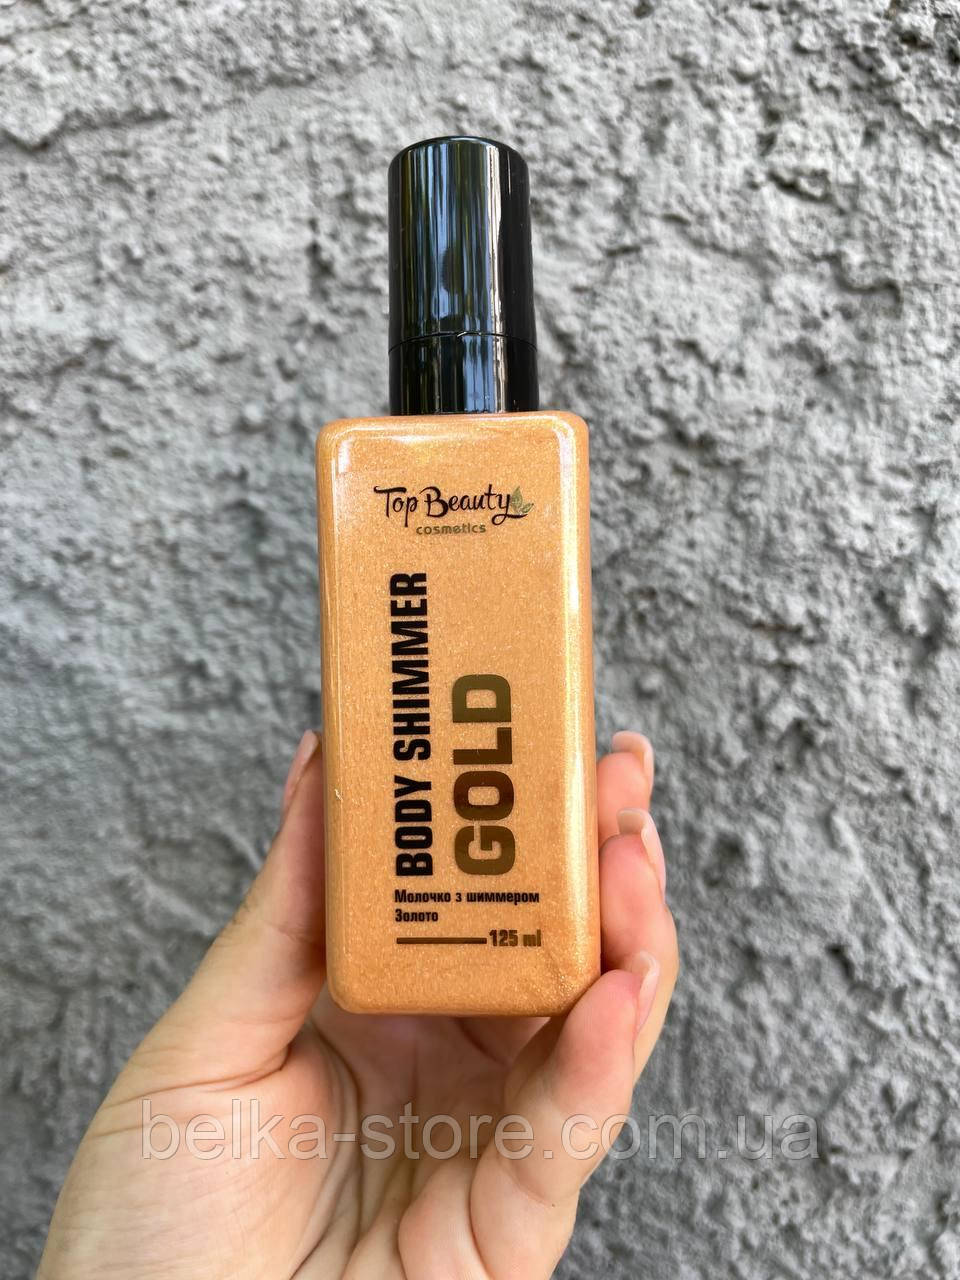 Top Beauty
cosmetics
BODY SHIMMER
GOLD
Молочко з шиммером
Золото
125 ml
belka-store.com.ua